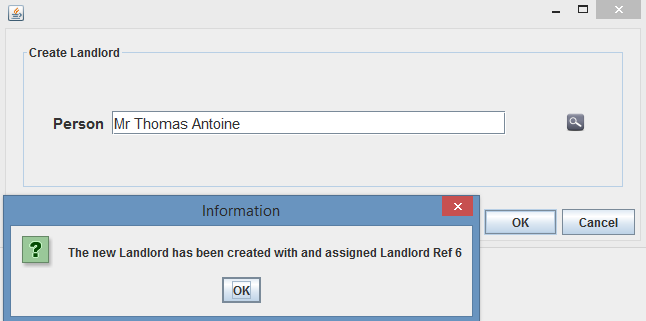 Create Landlord
Person Mr Thomas Antoine
OK Cancel
Information
? The new Landlord has been created with and assigned Landlord Ref 6
OK